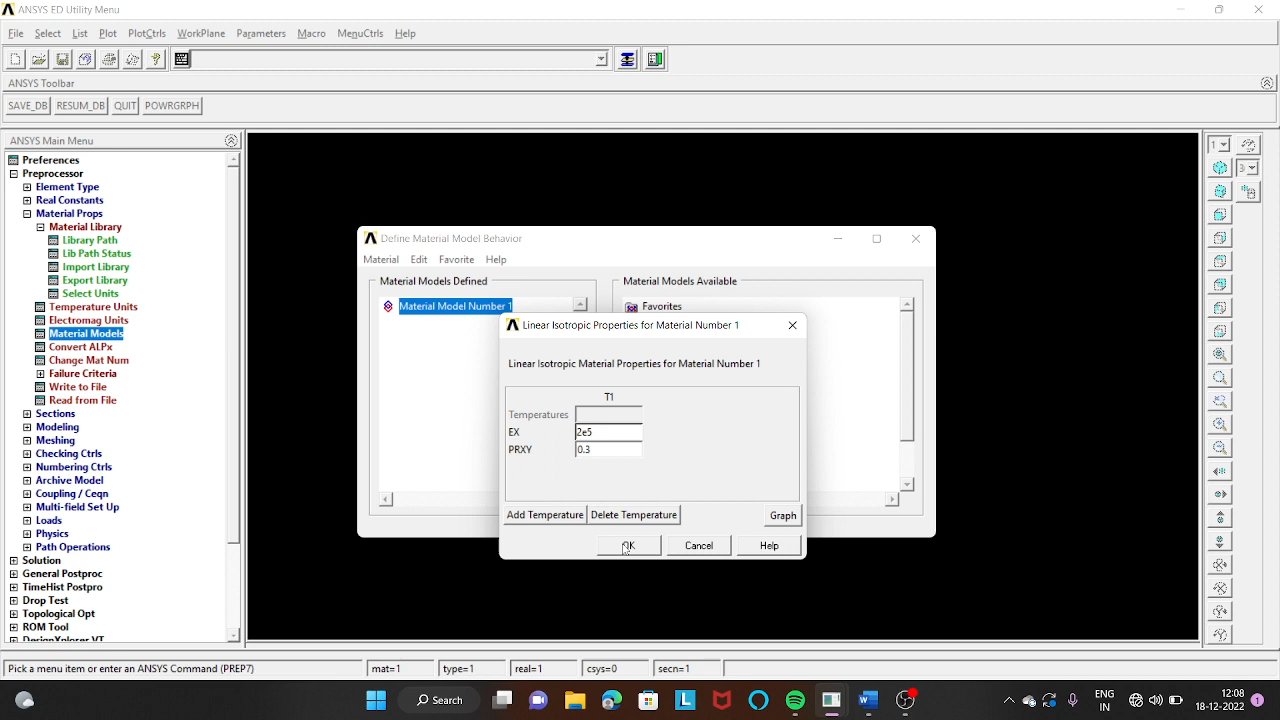 ANSYS ED Utility Menu
File Select List Plot PlotCtrls WorkPlane Parameters Macro MenuCtrls Help
ANSYS Toolbar
SAVE_DB RESUM_DB QUIT POWRGRPH
ANSYS Main Menu
Preferences
Preprocessor
Element Type
Real Constants
Material Props
Material Library
Library Path
Lib Path Status
Import Library
Export Library
Select Units
Temperature Units
Electromag Units
Material Models
Convert ALPx
Change Mat Num
Failure Criteria
Write to File
Read from File
Sections
Modeling
Meshing
Checking Ctrls
Numbering Ctrls
Archive Model
Coupling / Ceqn
Multi-field Set Up
Loads
Physics
Path Operations
Solution
General Postproc
TimeHist Postpro
Drop Test
Topological Opt
ROM Tool
DesignXplorer VT
Define Material Model Behavior
Material Edit Favorite Help
Material Models Defined
Material Model Number 1
Material Models Available
Favorites
Linear Isotropic Properties for Material Number 1
Linear Isotropic Material Properties for Material Number 1
T1
Temperatures
EX 2e5
PRXY 0.3
Add Temperature Delete Temperature Graph
OK Cancel Help
1
3
Pick a menu item or enter an ANSYS Command (PREP7) mat=1 type=1 real=1 csys=0 secn=1
Search
ENG
IN
12:08
18-12-2022
1